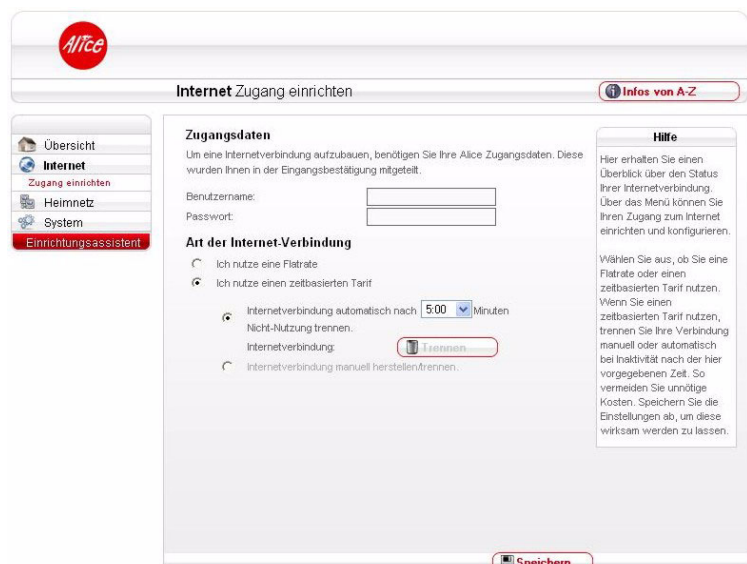 Alice
Internet Zugang einrichten
Infos von A-Z
Übersicht
Internet
Zugang einrichten
Heimnetz
System
Einrichtungsassistent
Zugangsdaten
Um eine Internetverbindung aufzubauen, benötigen Sie Ihre Alice Zugangsdaten. Diese
wurden Ihnen in der Eingangsbestätigung mitgeteilt.
Benutzername:
Passwort:
Art der Internet-Verbindung
Ich nutze eine Flatrate
Ich nutze einen zeitbasierten Tarif
Internetverbindung automatisch nach 5:00 Minuten
Nicht-Nutzung trennen.
Internetverbindung: Trennen
Internetverbindung manuell herstellen/trennen.
Hilfe
Hier erhalten Sie einen
Überblick über den Status
Ihrer Internetverbindung.
Über das Menü können Sie
Ihren Zugang zum Internet
einrichten und konfigurieren.
Wählen Sie aus, ob Sie eine
Flatrate oder einen
zeitbasierten Tarif nutzen.
Wenn Sie einen
zeitbasierten Tarif nutzen,
trennen Sie Ihre Verbindung
manuell oder automatisch
bei Inaktivität nach der hier
vorgegebenen Zeit. So
vermeiden Sie unnötige
Kosten. Speichern Sie die
Einstellungen ab, um diese
wirksam werden zu lassen.
Speichern